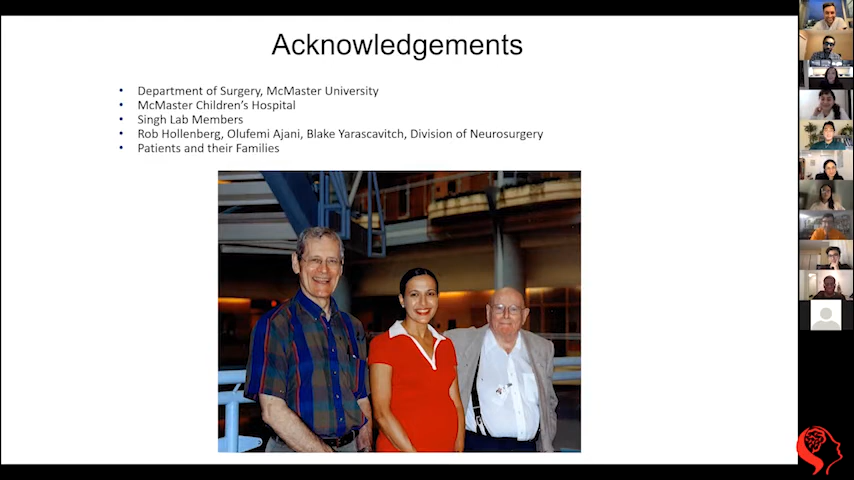 Acknowledgements
• Department of Surgery, McMaster University
• McMaster Children's Hospital
• Singh Lab Members
• Rob Hollenberg, Olufemi Ajani, Blake Yarascavitch, Division of Neurosurgery
• Patients and their Families